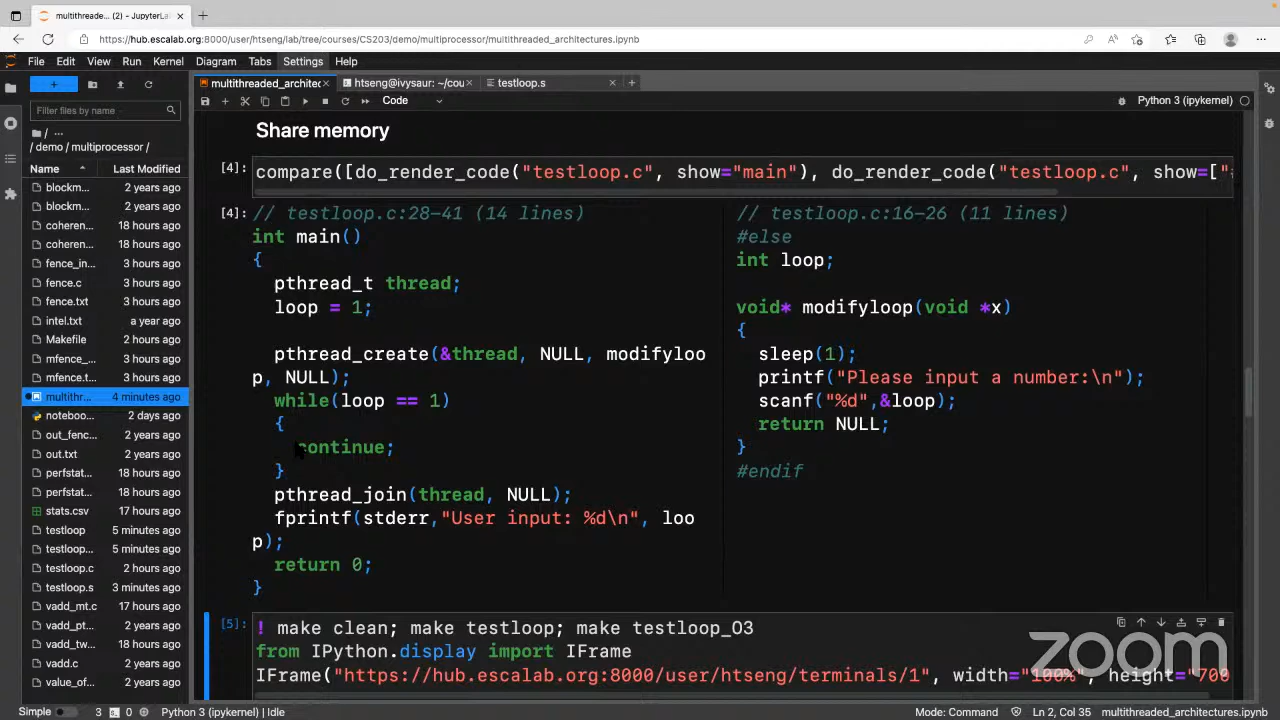 multithreade... (2) - JupyterLa
https://hub.escalab.org:8000/user/htseng/lab/tree/courses/CS203/demo/multiprocessor/multithreaded_architectures.ipynb
File Edit View Run Kernel Diagram Tabs Settings Help
multithreaded_architec
htseng@ivysaur: ~/cou
testloop.s
Filter files by name
Code
Python 3 (ipykernel)
/ ...
/ demo / multiprocessor /
Name Last Modified
blockm... 2 years ago
blockm... 2 years ago
coheren... 18 hours ago
coheren... 18 hours ago
fence_in... 3 hours ago
fence.c 3 hours ago
fence.txt 3 hours ago
intel.txt a year ago
Makefile 3 hours ago
mfence_... 3 hours ago
mfence.t... 3 hours ago
multithr... 4 minutes ago
noteboo... 2 days ago
out_fenc... 2 years ago
out.txt 2 years ago
perfstat... 18 hours ago
perfstat... 18 hours ago
stats.csv 17 hours ago
testloop 5 minutes ago
testloop... 5 minutes ago
testloop.c 2 hours ago
testloop.s 3 minutes ago
vadd_mt.c 17 hours ago
vadd_pt... 2 years ago
vadd_tw... 18 hours ago
vadd.c 2 years ago
value_of... 2 years ago
Share memory
[4]:
compare([do_render_code("testloop.c", show="main"), do_render_code("testloop.c", show=["
[4]:
// testloop.c:28-41 (14 lines)
int main()
{
pthread_t thread;
loop = 1;
pthread_create(&thread, NULL, modifyloo
p, NULL);
while(loop == 1)
{
continue;
}
pthread_join(thread, NULL);
fprintf(stderr,"User input: %d\n", loo
p);
return 0;
}
// testloop.c:16-26 (11 lines)
#else
int loop;
void* modifyloop(void *x)
{
sleep(1);
printf("Please input a number:\n");
scanf("%d",&loop);
return NULL;
}
#endif
[5]:
! make clean; make testloop; make testloop_O3
from IPython.display import IFrame
IFrame("https://hub.escalab.org:8000/user/htseng/terminals/1", width="100%", height="700
zoom
Simple 3 0 Python 3 (ipykernel) | Idle
Mode: Command Ln 2, Col 35 multithreaded_architectures.ipynb